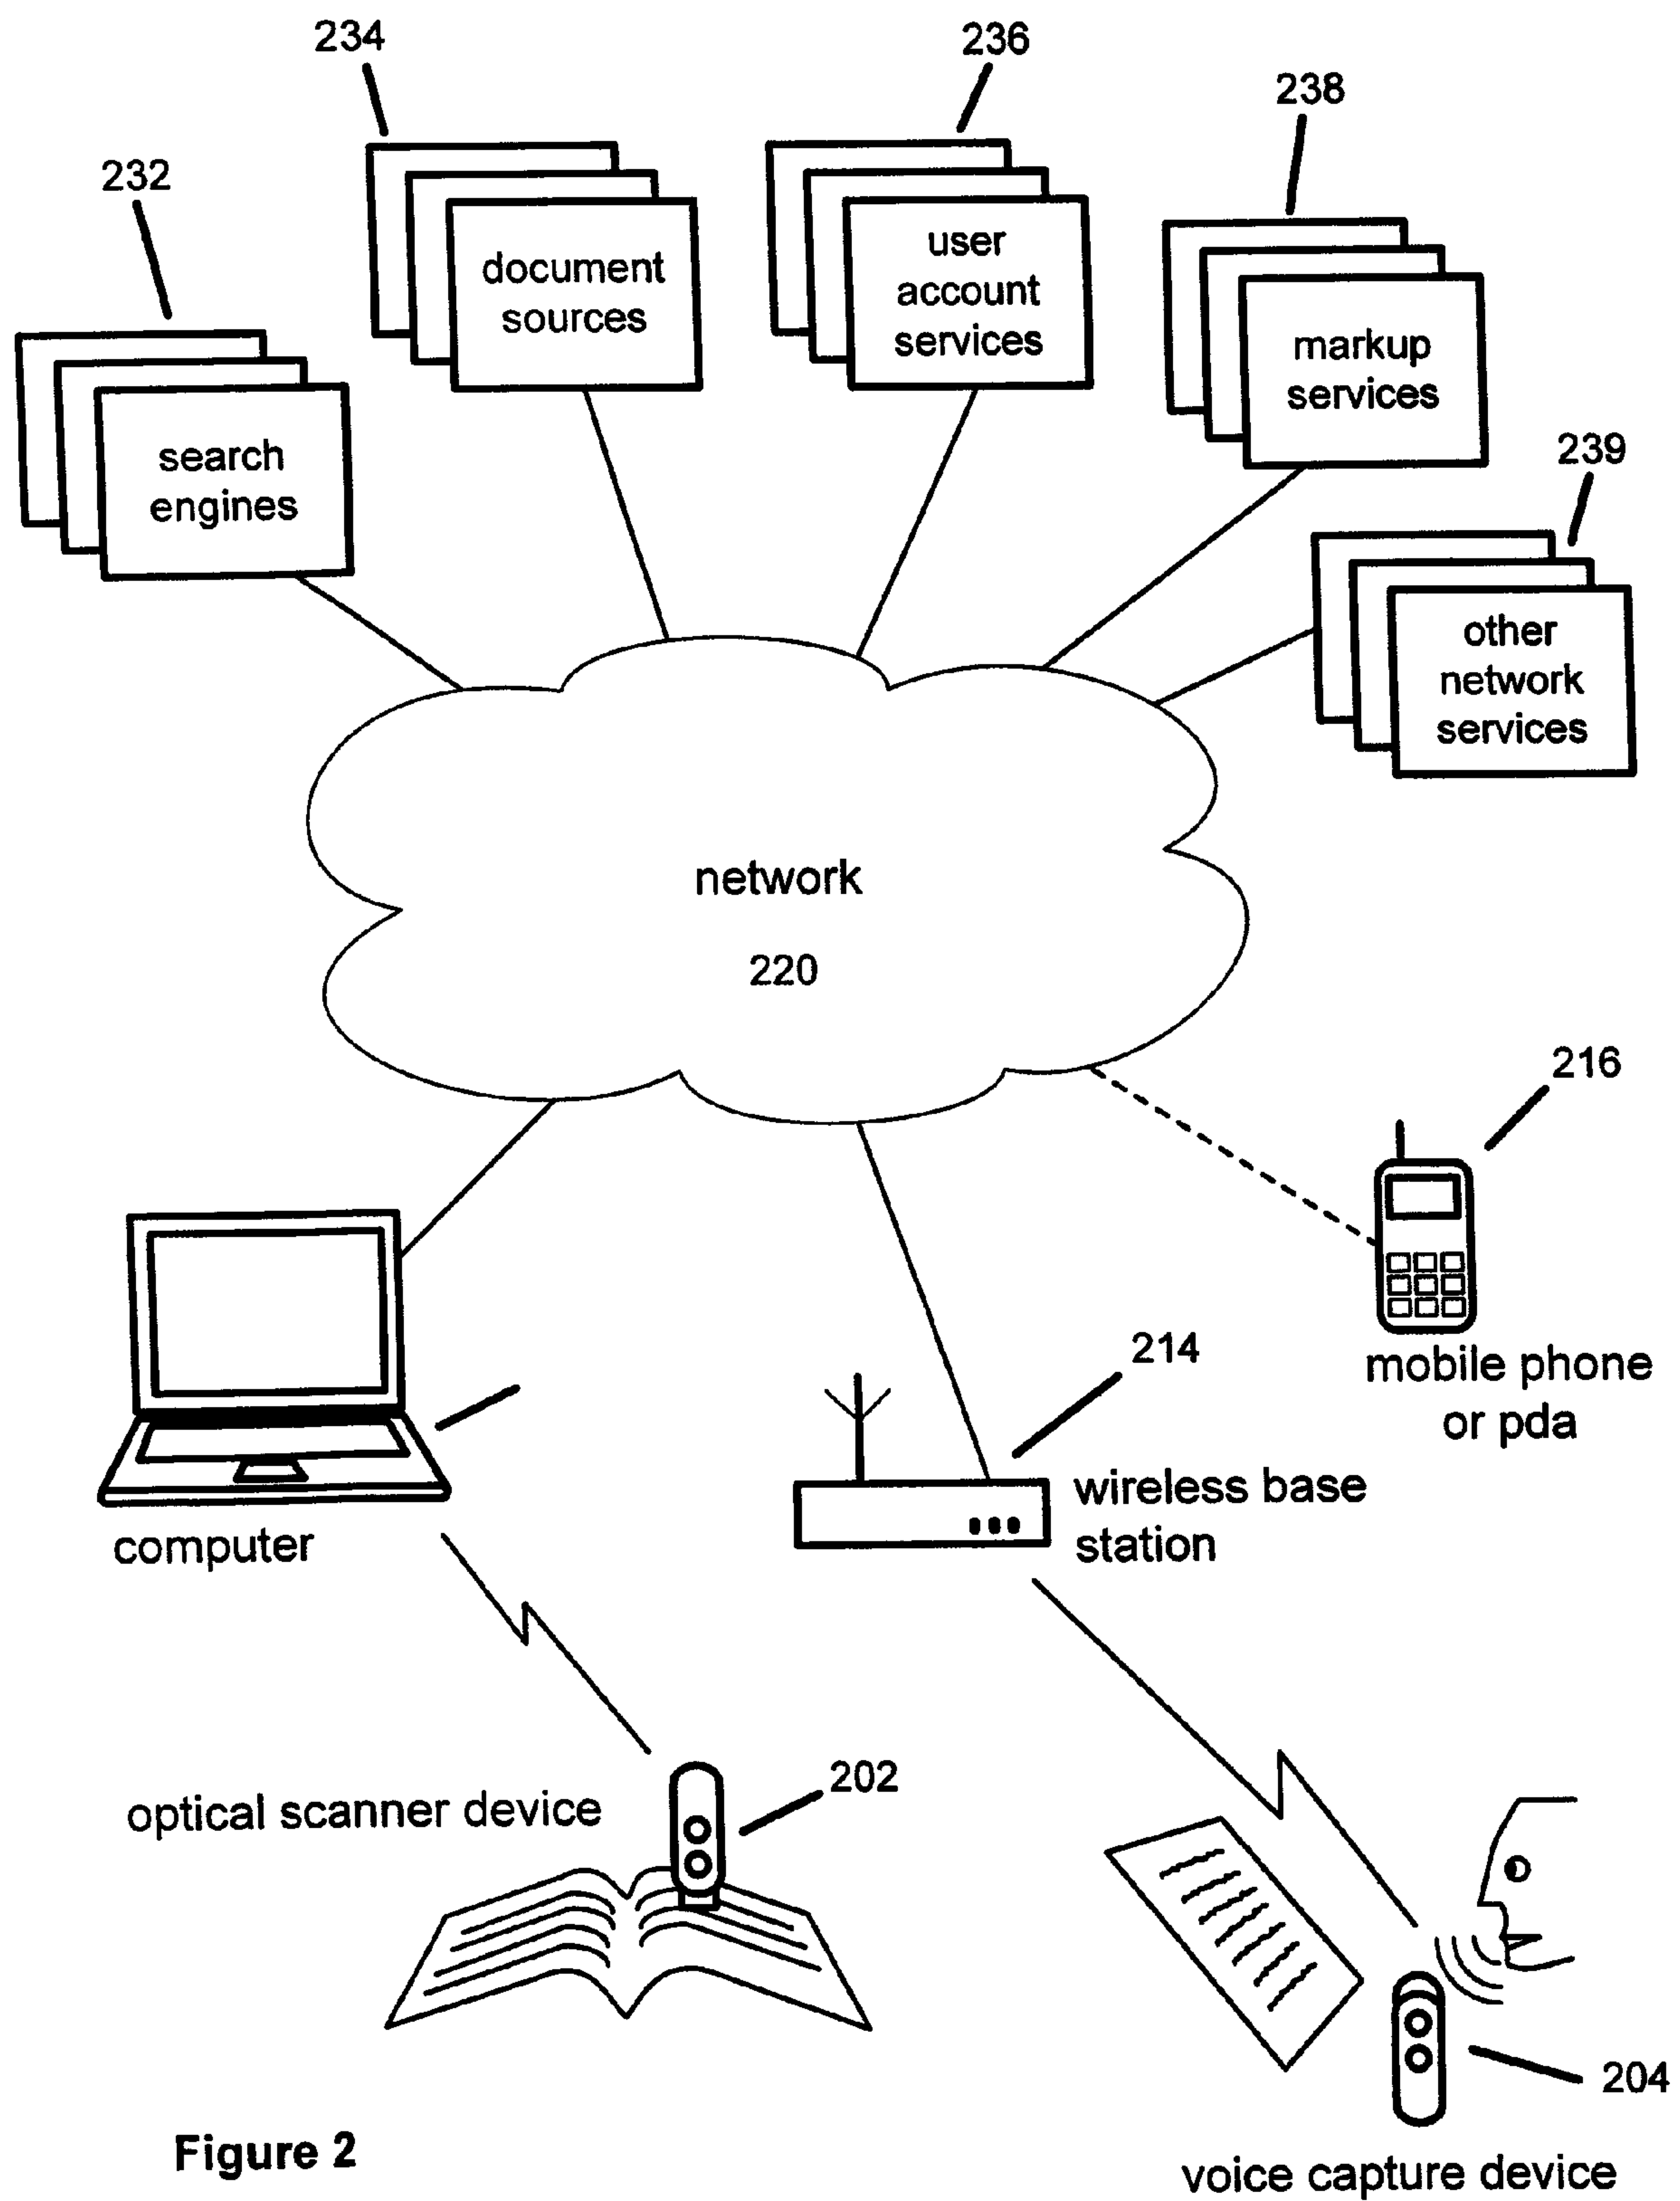 234
236
238
232
document
sources
user
account
services
markup
services
239
search
engines
other
network
services
network
220
216
mobile phone
or pda
214
wireless base
station
computer
optical scanner device
202
204
Figure 2
voice capture device